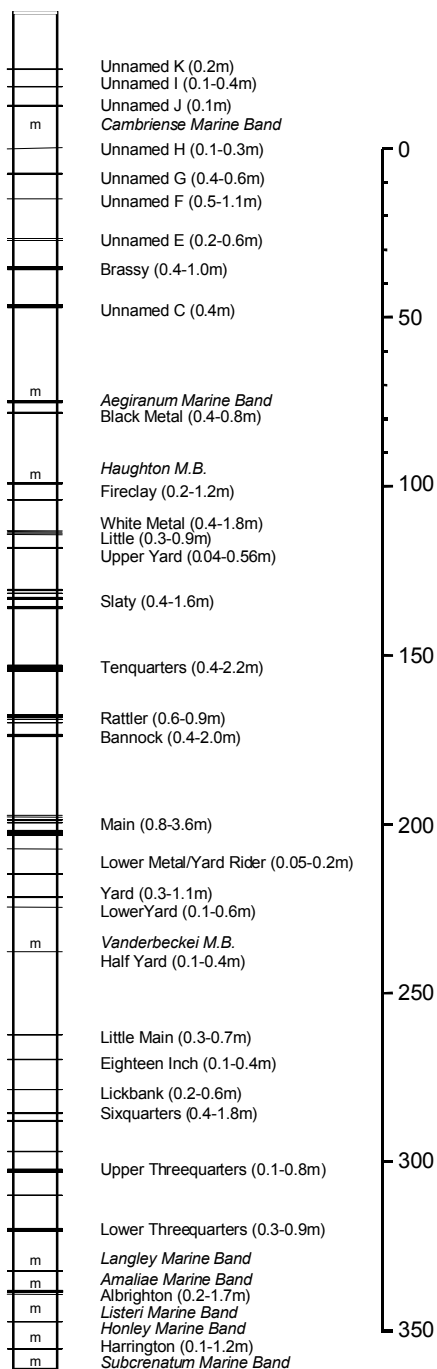 Unnamed K (0.2m)
Unnamed I (0.1-0.4m)
Unnamed J (0.1m)
m Cambriense Marine Band
Unnamed H (0.1-0.3m) 0
Unnamed G (0.4-0.6m)
Unnamed F (0.5-1.1m)
Unnamed E (0.2-0.6m)
Brassy (0.4-1.0m)
Unnamed C (0.4m)
50
m
Aegiranum Marine Band
Black Metal (0.4-0.8m)
m Haughton M.B.
100
Fireclay (0.2-1.2m)
White Metal (0.4-1.8m)
Little (0.3-0.9m)
Upper Yard (0.04-0.56m)
Slaty (0.4-1.6m)
150
Tenquarters (0.4-2.2m)
Rattler (0.6-0.9m)
Bannock (0.4-2.0m)
Main (0.8-3.6m) 200
Lower Metal/Yard Rider (0.05-0.2m)
Yard (0.3-1.1m)
LowerYard (0.1-0.6m)
m Vanderbeckei M.B.
Half Yard (0.1-0.4m)
250
Little Main (0.3-0.7m)
Eighteen Inch (0.1-0.4m)
Lickbank (0.2-0.6m)
Sixquarters (0.4-1.8m)
300
Upper Threequarters (0.1-0.8m)
Lower Threequarters (0.3-0.9m)
m Langley Marine Band
m Amaliae Marine Band
Albrighton (0.2-1.7m)
m Listeri Marine Band
Honley Marine Band 350
m
Harrington (0.1-1.2m)
m Subcrenatum Marine Band